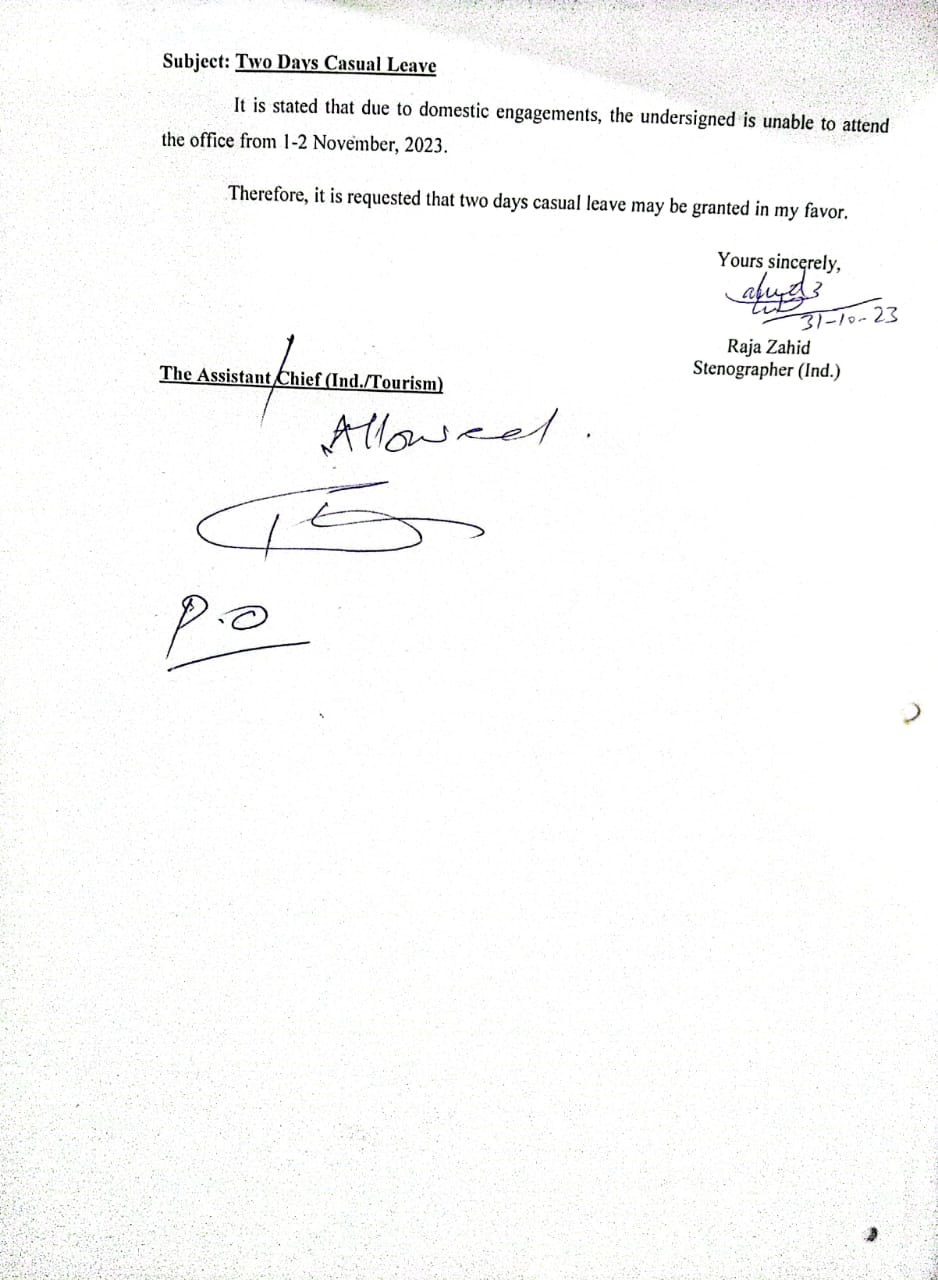 Subject: Two Days Casual Leave
It is stated that due to domestic engagements, the undersigned is unable to attend
the office from 1-2 November, 2023.
Therefore, it is requested that two days casual leave may be granted in my favor.
Yours sincerely,
31-10-23
Raja Zahid
Stenographer (Ind.)
The Assistant Chief (Ind./Tourism)
Allowed.
P.O